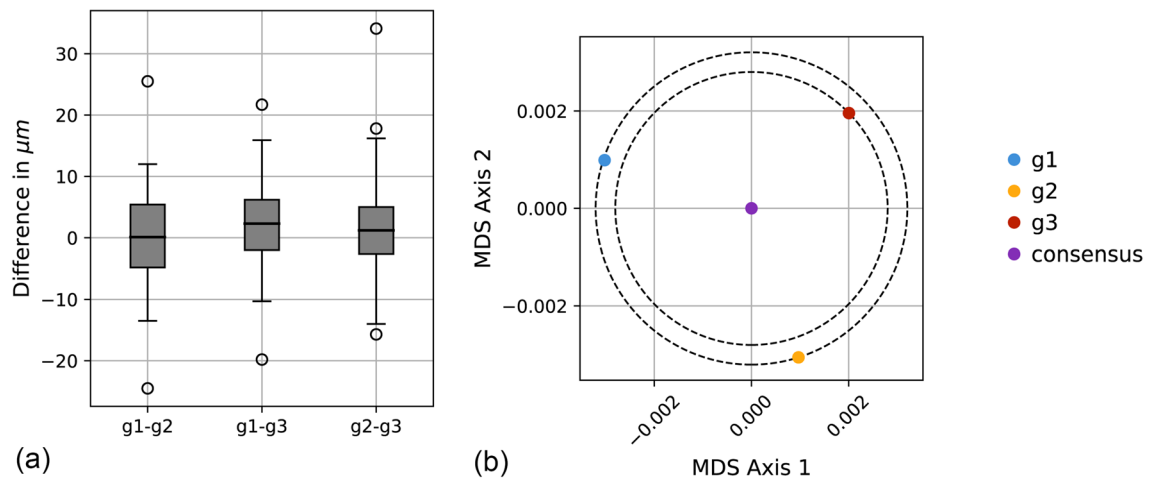 30
20
10
0
−10
−20
Difference in μm
g1-g2
g1-g3
g2-g3
(a)
0.002
0.000
−0.002
MDS Axis 2
−0.002
0.000
0.002
MDS Axis 1
(b)
g1
g2
g3
consensus